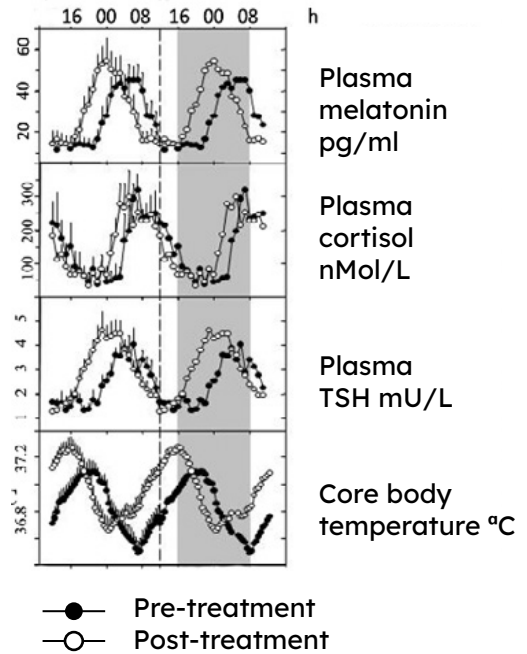 16 00 08 16 00 08 h
60
40
20
Plasma
melatonin
pg/ml
300
200
100
Plasma
cortisol
nMol/L
5
4
3
2
1
Plasma
TSH mU/L
37.2
36.8
Core body
temperature ªC
Pre-treatment
Post-treatment